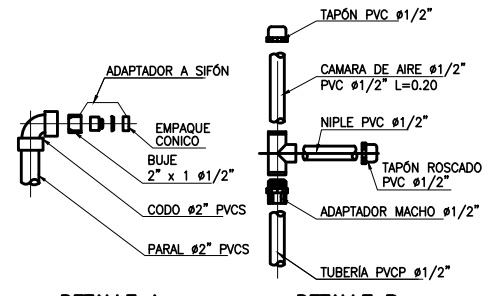 TAPÓN PVC ø1/2"
ADAPTADOR A SIFÓN
CAMARA DE AIRE ø1/2"
PVC ø1/2" L=0.20
NIPLE PVC ø1/2"
EMPAQUE
CONICO
BUJE
2" x 1 ø1/2"
TAPÓN ROSCADO
PVC ø1/2"
CODO ø2" PVCS
ADAPTADOR MACHO ø1/2"
PARAL ø2" PVCS
TUBERÍA PVCP ø1/2"